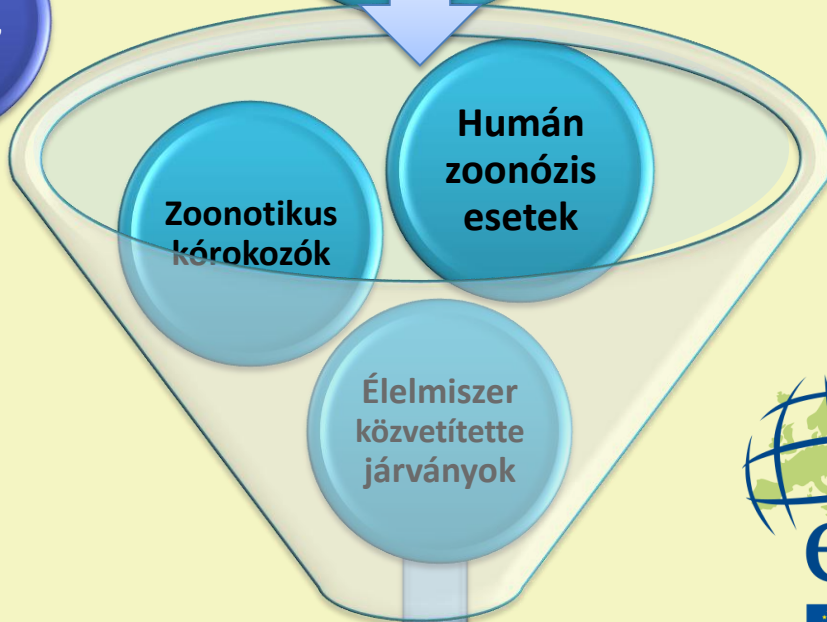 Humán
zoonózis
esetek
Zoonotikus
kórokozók
Élelmiszer
közvetítette
járványok
e